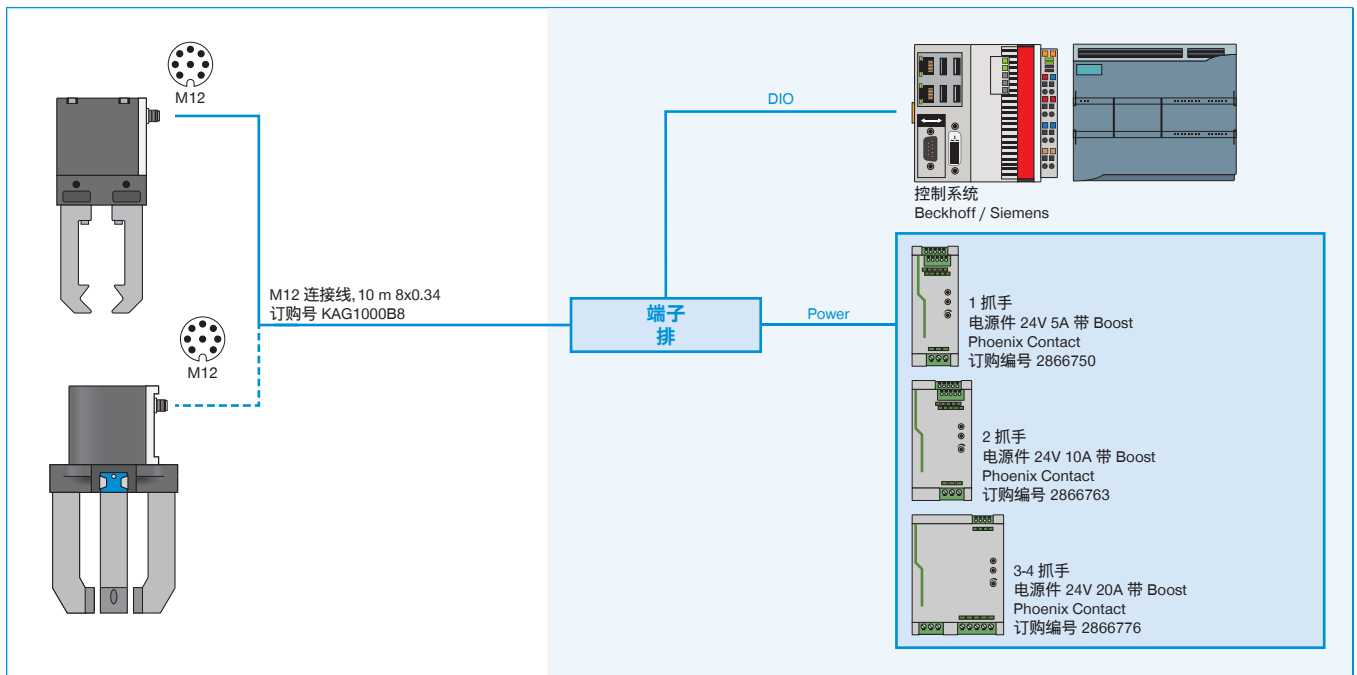 M12
M12 连接线, 10 m 8x0.34
订购号 KAG1000B8
M12
端子
排
DIO
Power
控制系统
Beckhoff / Siemens
1 抓手
电源件 24V 5A 带 Boost
Phoenix Contact
订购编号 2866750
2 抓手
电源件 24V 10A 带 Boost
Phoenix Contact
订购编号 2866763
3-4 抓手
电源件 24V 20A 带 Boost
Phoenix Contact
订购编号 2866776